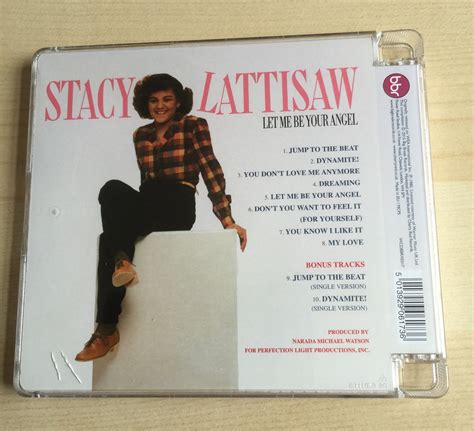 STACY LATTISAW
LET ME BE YOUR ANGEL
1. JUMP TO THE BEAT
2. DYNAMITE!
3. YOU DON'T LOVE ME ANYMORE
4. DREAMING
5. LET ME BE YOUR ANGEL
6. DON'T YOU WANT TO FEEL IT
(FOR YOURSELF)
7. YOU KNOW I LIKE IT
8. MY LOVE
BONUS TRACKS
9. JUMP TO THE BEAT
(SINGLE VERSION)
10. DYNAMITE!
(SINGLE VERSION)
PRODUCED BY
NARADA MICHAEL WATSON
FOR PERFECTION LIGHT PRODUCTIONS, INC.
bbr
5 013929 061736